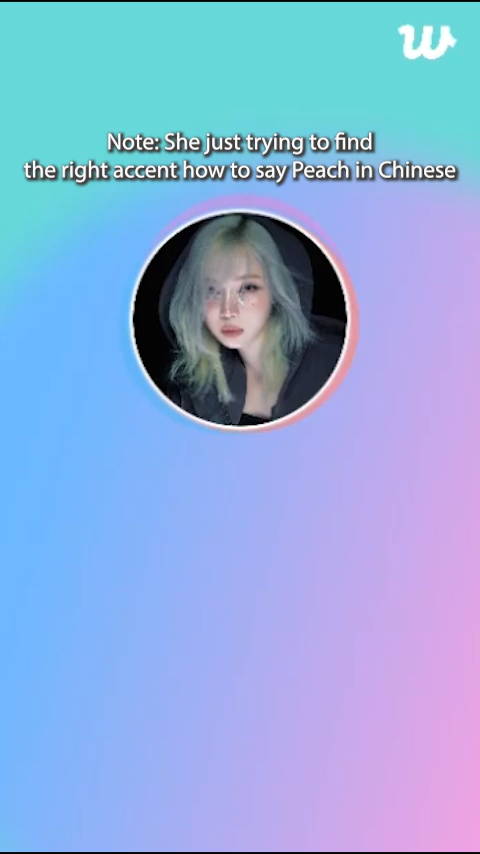 Note: She just trying to find
the right accent how to say Peach in Chinese